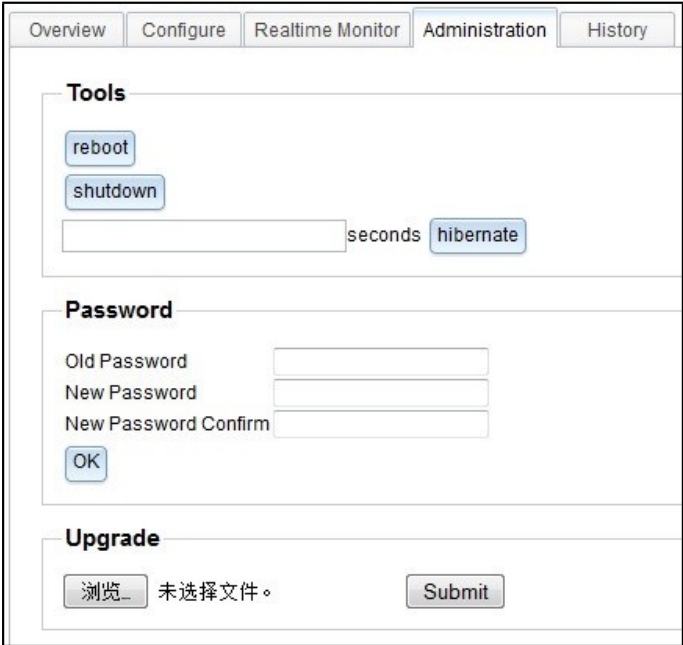 Overview Configure Realtime Monitor Administration History
Tools
reboot
shutdown
seconds hibernate
Password
Old Password
New Password
New Password Confirm
OK
Upgrade
浏览… 未选择文件。 Submit